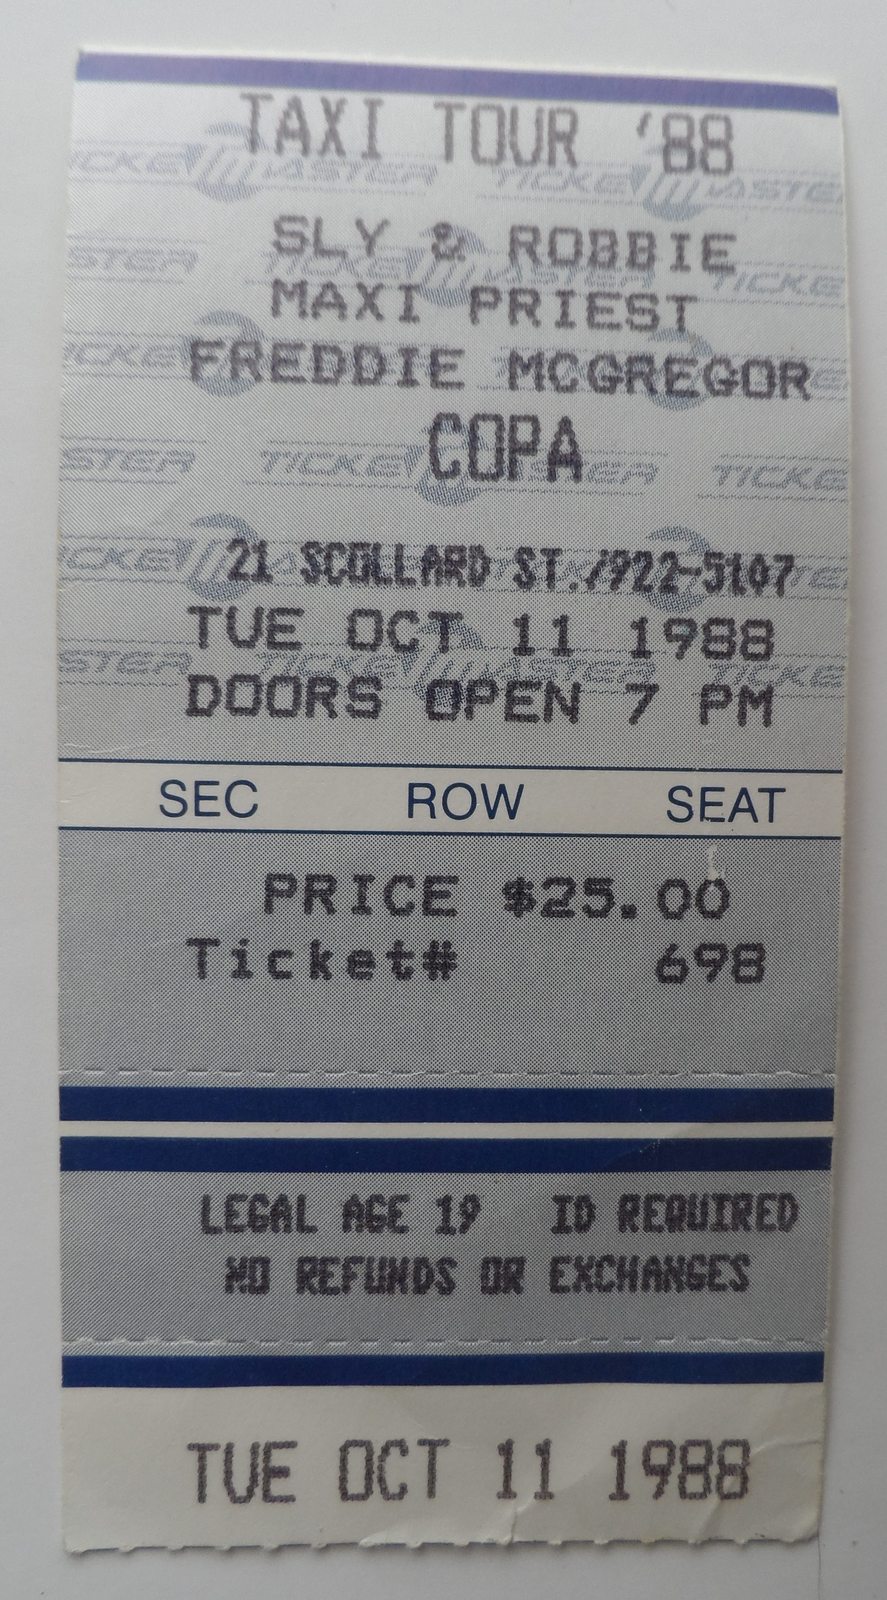 TAXI TOUR '88
SLY & ROBBIE
MAXI PRIEST
FREDDIE MCGREGOR
COPA
21 SCOLLARD ST./922-5107
TUE OCT 11 1988
DOORS OPEN 7 PM
SEC ROW SEAT
PRICE $25.00
Ticket# 698
LEGAL AGE 19 ID REQUIRED
NO REFUNDS OR EXCHANGES
TUE OCT 11 1988